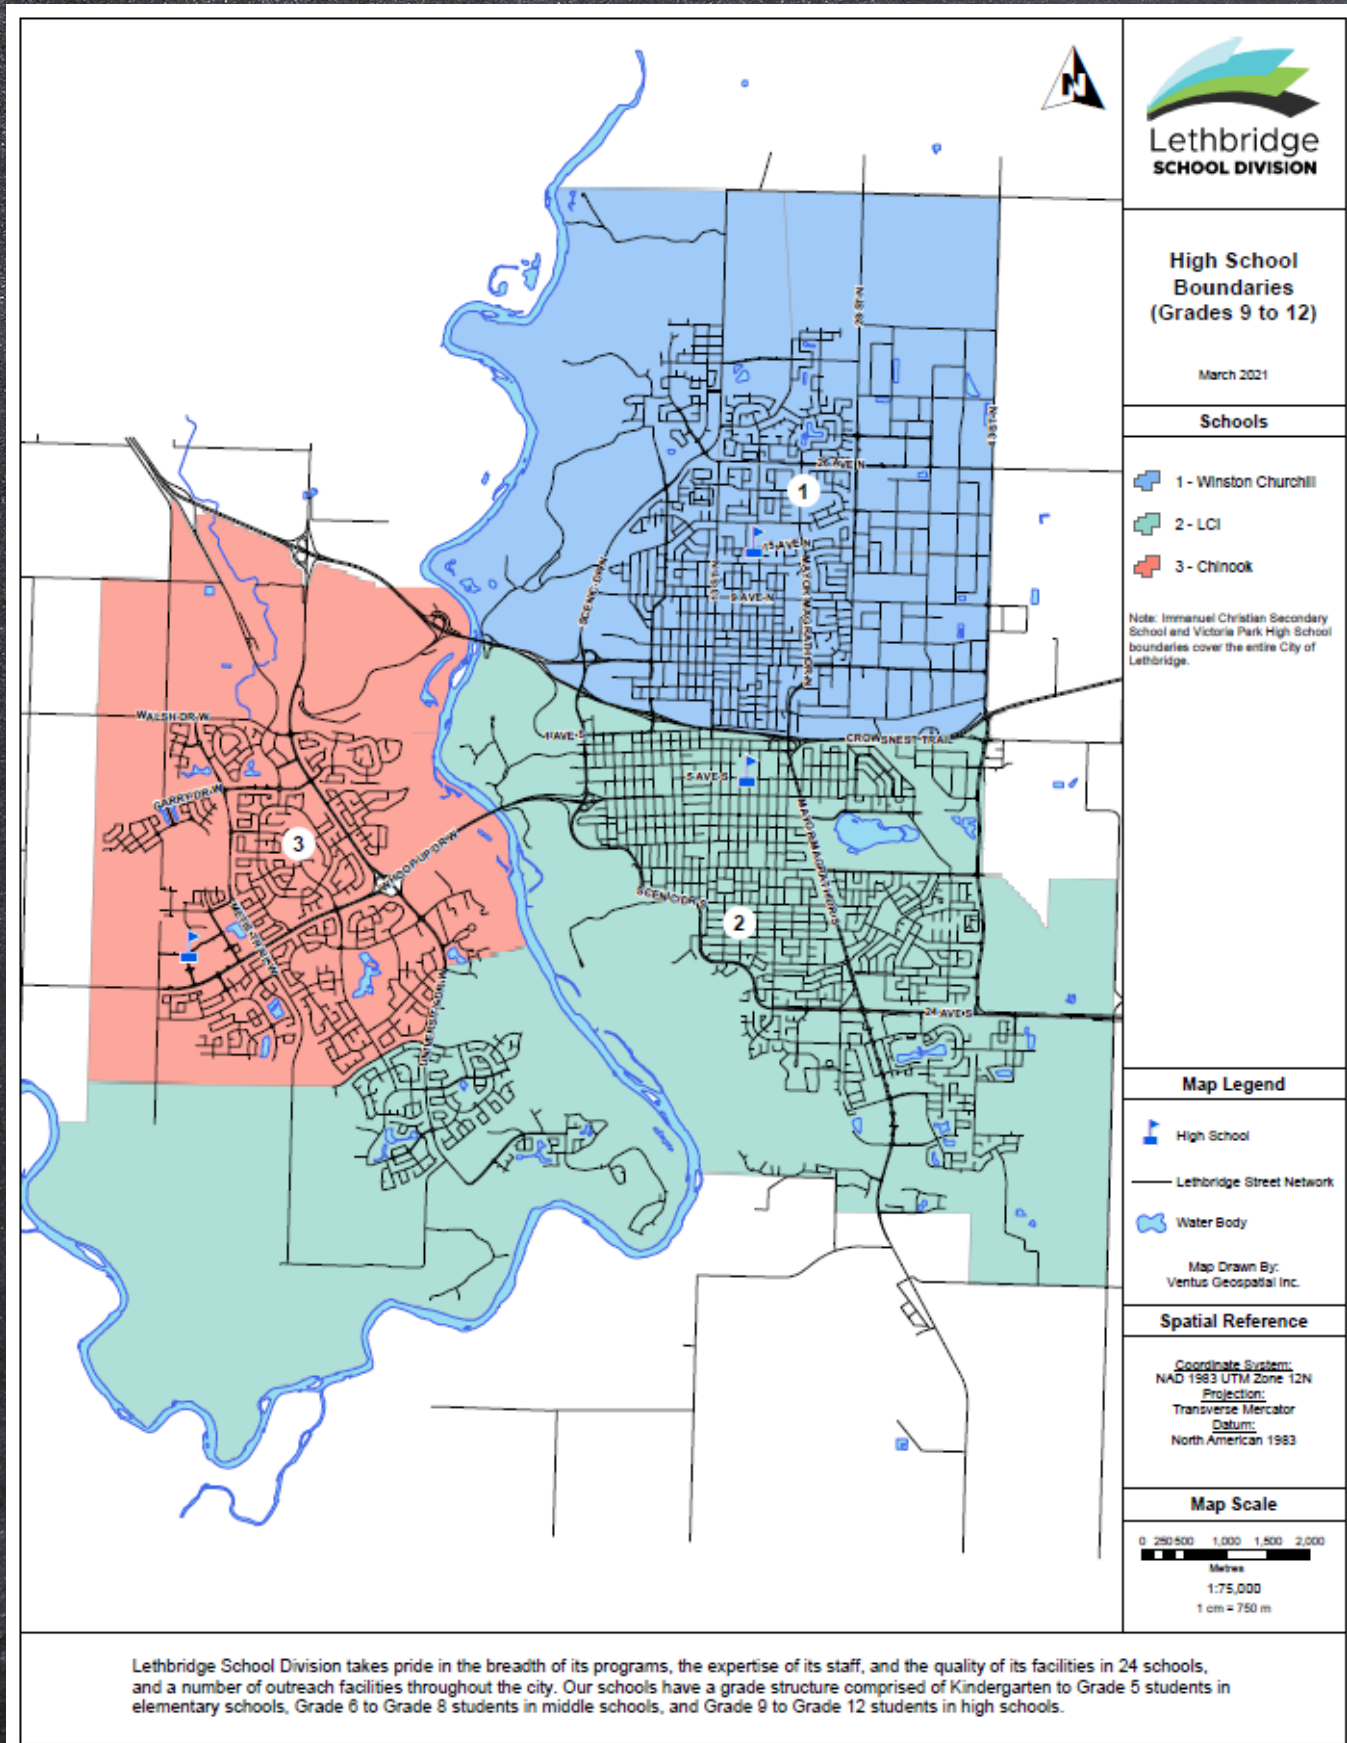 N
Lethbridge
SCHOOL DIVISION
High School
Boundaries
(Grades 9 to 12)
March 2021
Schools
1 - Winston Churchill
2 - LCI
3 - Chinook
Note: Immanuel Christian Secondary
School and Victoria Park High School
boundaries cover the entire City of
Lethbridge.
28 ST N
43 ST N
26 AVE N
1
15 AVE N
SCENIC DR N
13 ST N
9 AVE N
MAYOR MAGRATH DR N
WALSH DR W
4 AVE S
CROWSNEST TRAIL
5 AVE S
GARRY DR W
3
WHOOP-UP DR W
MAYOR MAGRATH DR S
SCENIC DR S
2
METIS TRAIL W
24 AVE S
UNIVERSITY DR W
Map Legend
High School
Lethbridge Street Network
Water Body
Map Drawn By:
Ventus Geospatial Inc.
Spatial Reference
Coordinate System:
NAD 1983 UTM Zone 12N
Projection:
Transverse Mercator
Datum:
North American 1983
Map Scale
0 250 500 1,000 1,500 2,000
Metres
1:75,000
1 cm = 750 m
Lethbridge School Division takes pride in the breadth of its programs, the expertise of its staff, and the quality of its facilities in 24 schools,
and a number of outreach facilities throughout the city. Our schools have a grade structure comprised of Kindergarten to Grade 5 students in
elementary schools, Grade 6 to Grade 8 students in middle schools, and Grade 9 to Grade 12 students in high schools.